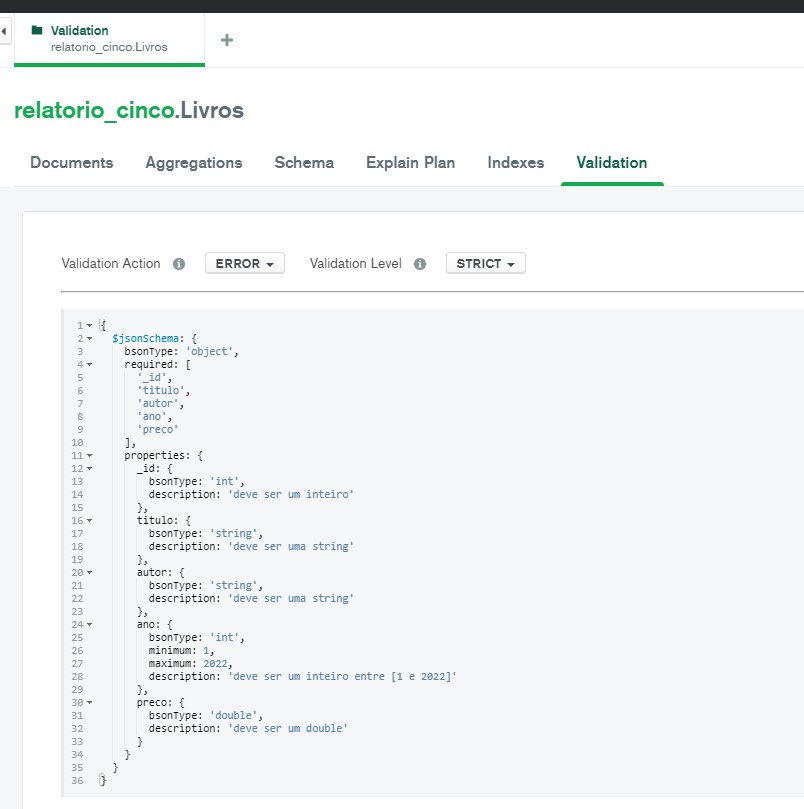 Validation
relatorio_cinco.Livros
+
relatorio_cinco.Livros
Documents Aggregations Schema Explain Plan Indexes Validation
Validation Action i ERROR Validation Level i STRICT
1 {
2 $jsonSchema: {
3 bsonType: 'object',
4 required: [
5 '_id',
6 'titulo',
7 'autor',
8 'ano',
9 'preco'
10 ],
11 properties: {
12 _id: {
13 bsonType: 'int',
14 description: 'deve ser um inteiro'
15 },
16 titulo: {
17 bsonType: 'string',
18 description: 'deve ser uma string'
19 },
20 autor: {
21 bsonType: 'string',
22 description: 'deve ser uma string'
23 },
24 ano: {
25 bsonType: 'int',
26 minimum: 1,
27 maximum: 2022,
28 description: 'deve ser um inteiro entre [1 e 2022]'
29 },
30 preco: {
31 bsonType: 'double',
32 description: 'deve ser um double'
33 }
34 }
35 }
36 }